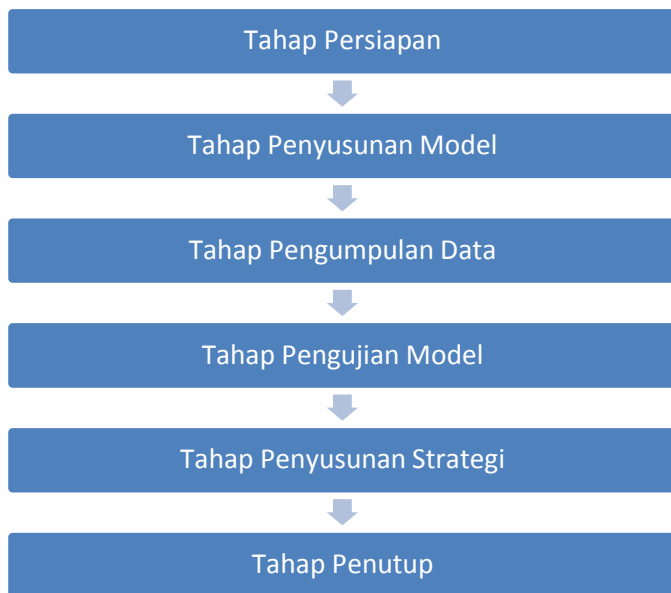 Tahap Persiapan
Tahap Penyusunan Model
Tahap Pengumpulan Data
Tahap Pengujian Model
Tahap Penyusunan Strategi
Tahap Penutup